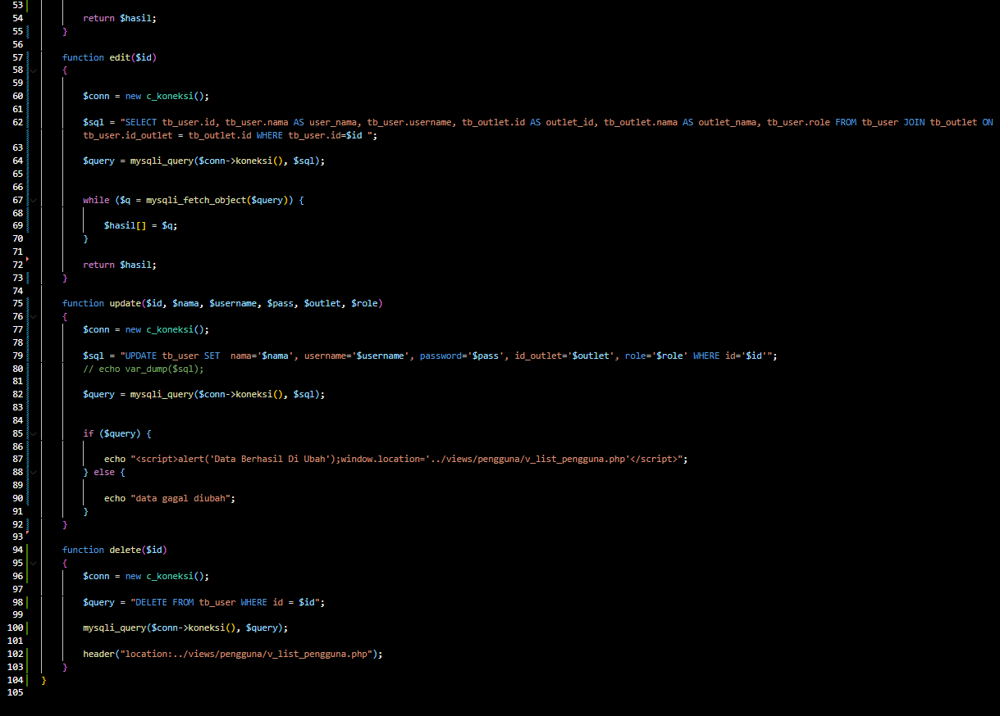 53
54 return $hasil;
55 }
56
57 function edit($id)
58 {
59
60 $conn = new c_koneksi();
61
62 $sql = "SELECT tb_user.id, tb_user.nama AS user_nama, tb_user.username, tb_outlet.id AS outlet_id, tb_outlet.nama AS outlet_nama, tb_user.role FROM tb_user JOIN tb_outlet ON
tb_user.id_outlet = tb_outlet.id WHERE tb_user.id=$id ";
63
64 $query = mysqli_query($conn->koneksi(), $sql);
65
66
67 while ($q = mysqli_fetch_object($query)) {
68
69 $hasil[] = $q;
70 }
71
72 return $hasil;
73 }
74
75 function update($id, $nama, $username, $pass, $outlet, $role)
76 {
77 $conn = new c_koneksi();
78
79 $sql = "UPDATE tb_user SET  nama='$nama', username='$username', password='$pass', id_outlet='$outlet', role='$role' WHERE id='$id'";
80 // echo var_dump($sql);
81
82 $query = mysqli_query($conn->koneksi(), $sql);
83
84
85 if ($query) {
86
87 echo "<script>alert('Data Berhasil Di Ubah');window.location='../views/pengguna/v_list_pengguna.php'</script>";
88 } else {
89
90 echo "data gagal diubah";
91 }
92 }
93
94 function delete($id)
95 {
96 $conn = new c_koneksi();
97
98 $query = "DELETE FROM tb_user WHERE id = $id";
99
100 mysqli_query($conn->koneksi(), $query);
101
102 header("location:../views/pengguna/v_list_pengguna.php");
103 }
104 }
105